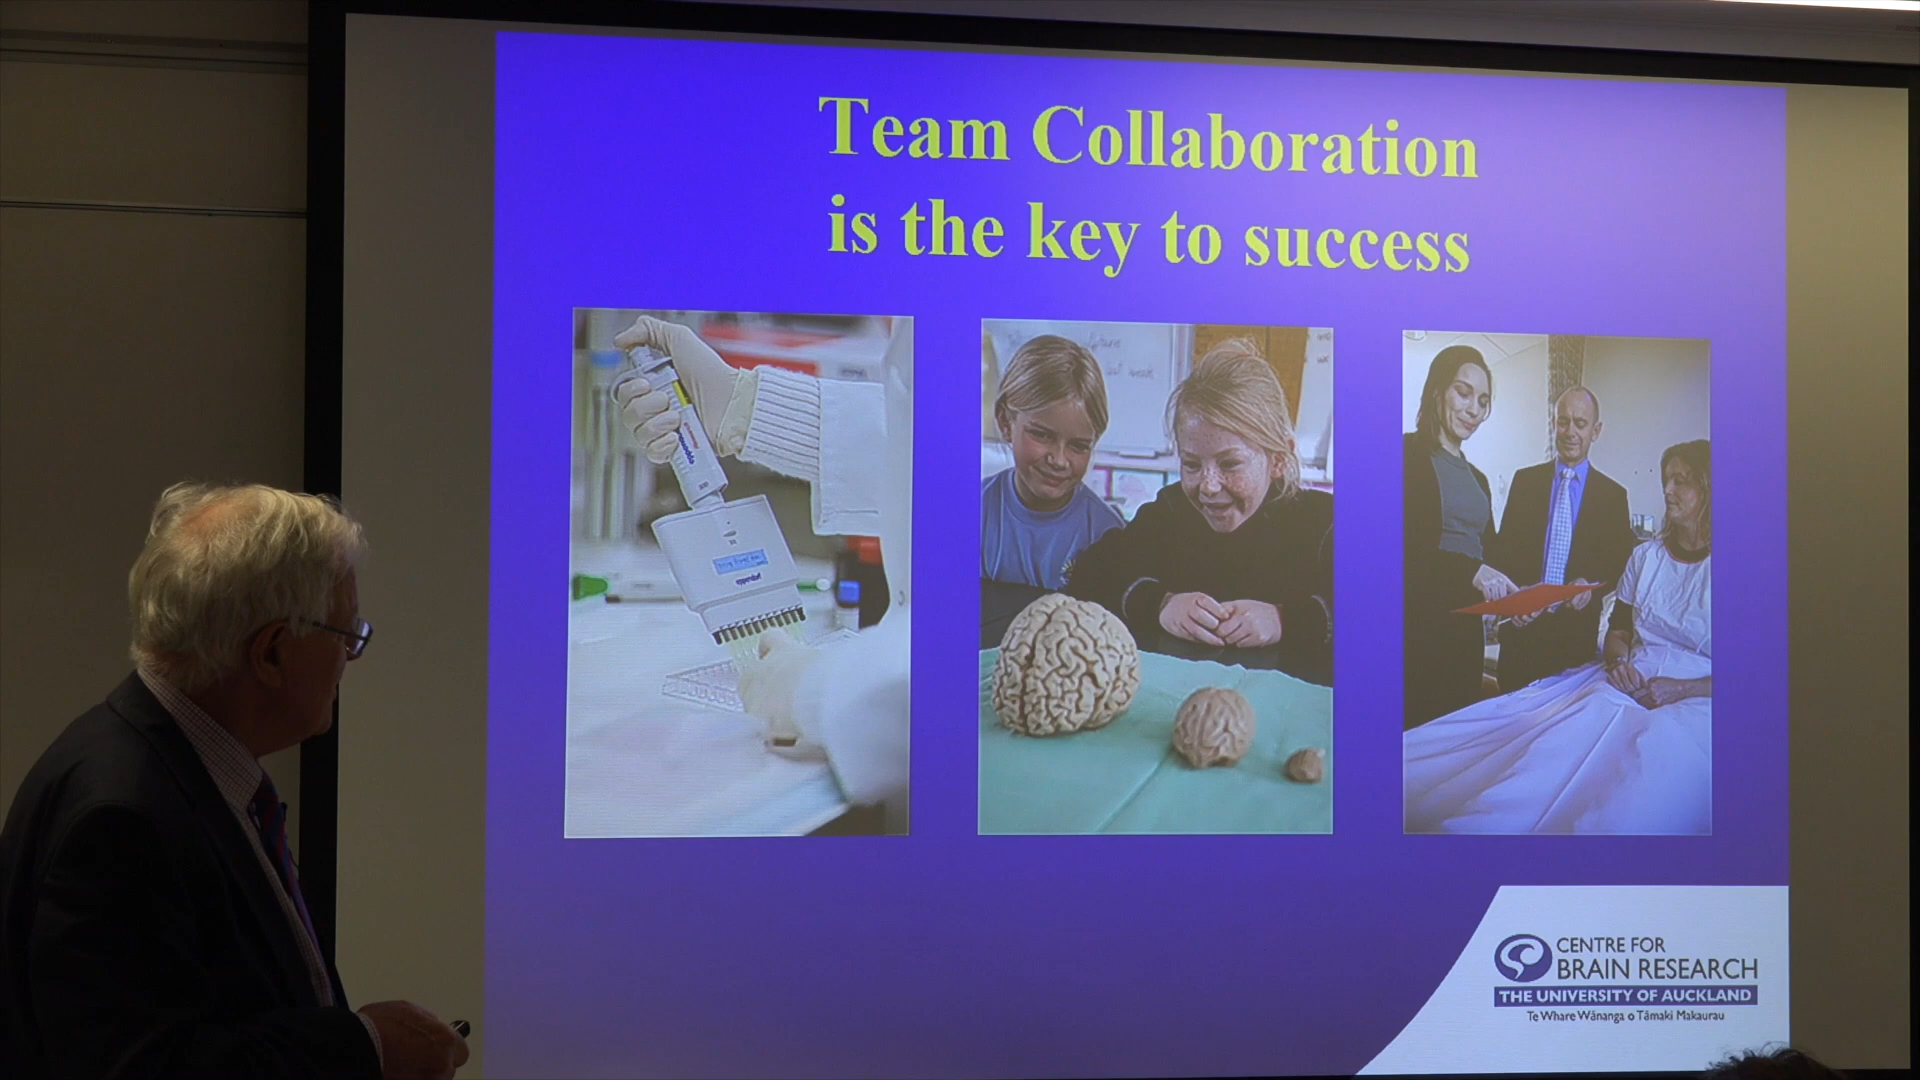 Team Collaboration
is the key to success
eppendorf
CENTRE FOR
BRAIN RESEARCH
THE UNIVERSITY OF AUCKLAND
Te Whare Wānanga o Tāmaki Makaurau